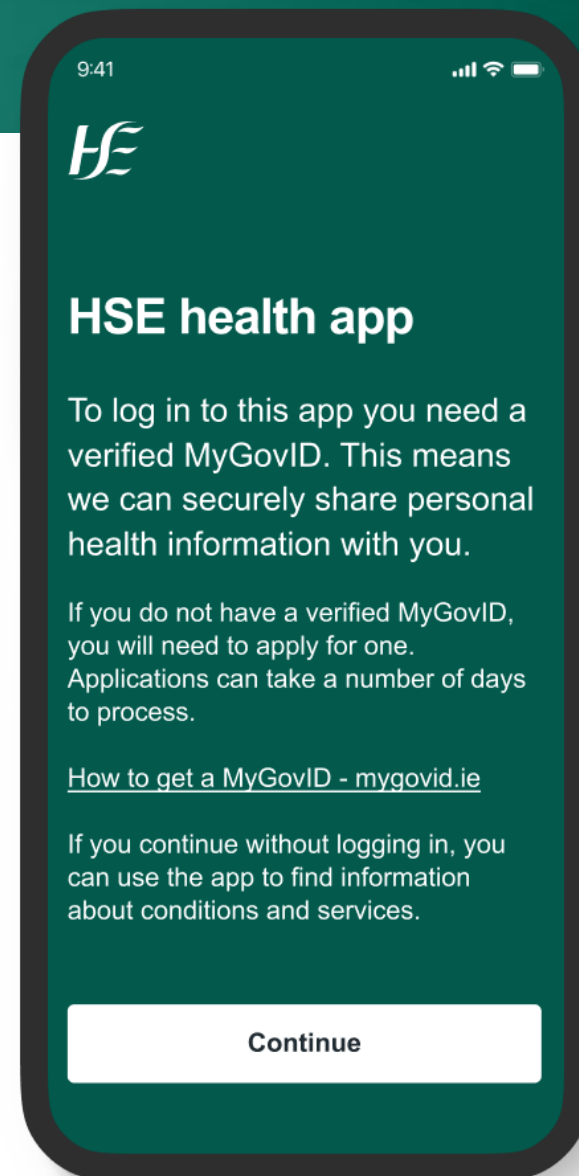 9:41
HSE
HSE health app
To log in to this app you need a
verified MyGovID. This means
we can securely share personal
health information with you.
If you do not have a verified MyGovID,
you will need to apply for one.
Applications can take a number of days
to process.
How to get a MyGovID - mygovid.ie
If you continue without logging in, you
can use the app to find information
about conditions and services.
Continue